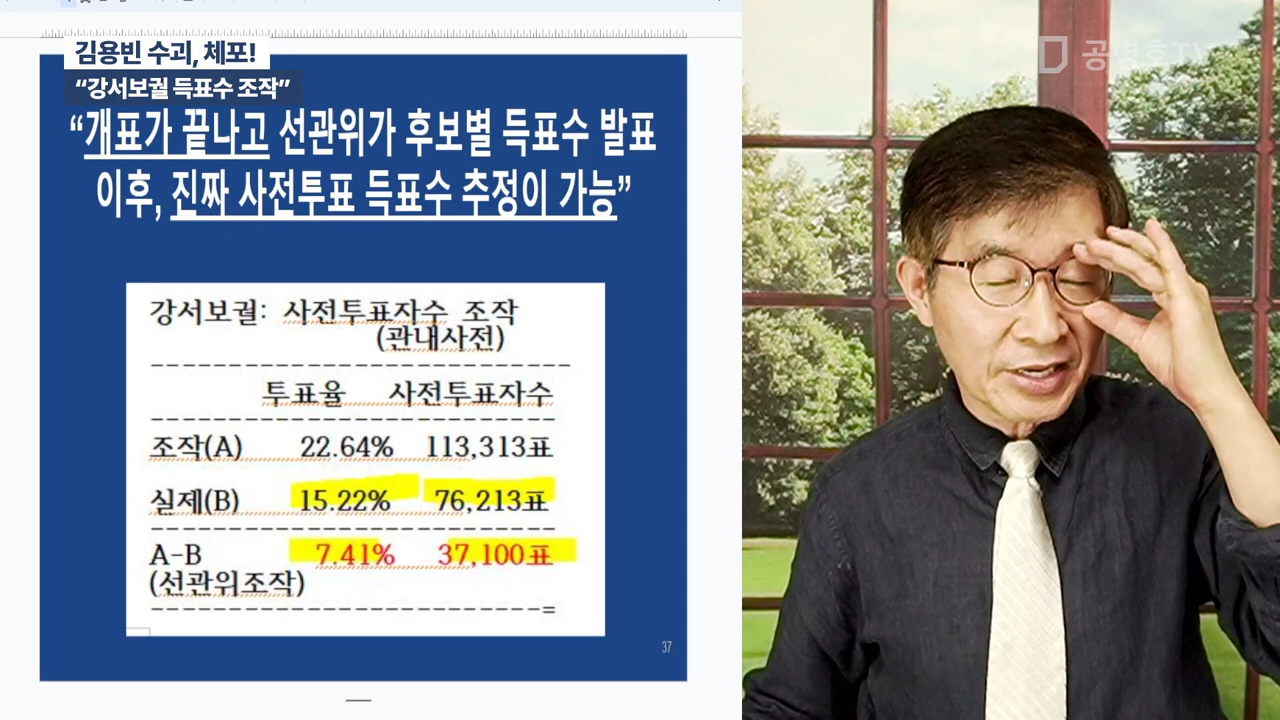 김용빈 수괴, 체포!
“강서보궐 득표수 조작”
공병호TV
“개표가 끝나고 선관위가 후보별 득표수 발표
이후, 진짜 사전투표 득표수 추정이 가능”
강서보궐: 사전투표자수 조작
(관내사전)
투표율 사전투표자수
조작(A) 22.64% 113,313표
실제(B) 15.22% 76,213표
A-B 7.41% 37,100표
(선관위조작)
37